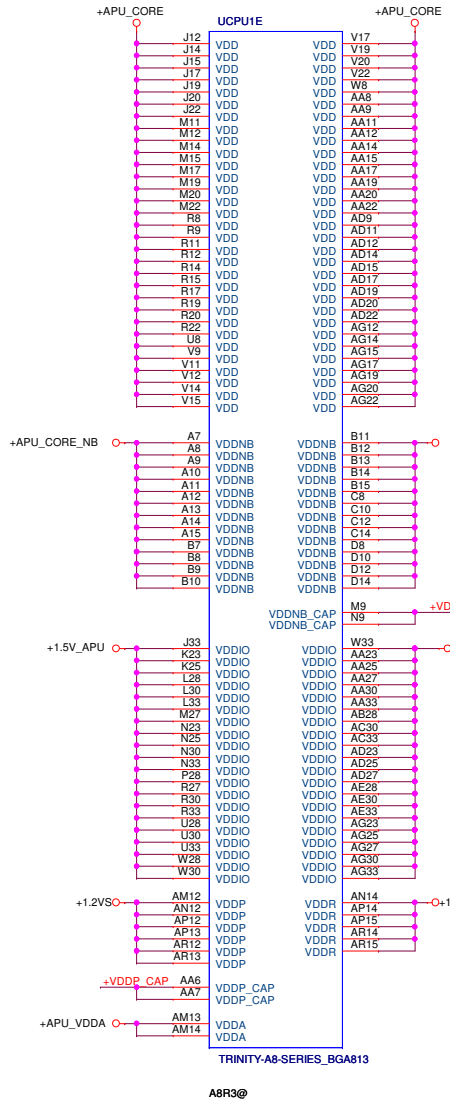 +APU_CORE +APU_CORE
UCPU1E
J12 VDD VDD V17
J14 VDD VDD V19
J15 VDD VDD V20
J17 VDD VDD V22
J19 VDD VDD W8
J20 VDD VDD AA8
J22 VDD VDD AA9
M11 VDD VDD AA11
M12 VDD VDD AA12
M14 VDD VDD AA14
M15 VDD VDD AA15
M17 VDD VDD AA17
M19 VDD VDD AA19
M20 VDD VDD AA20
M22 VDD VDD AA22
R8 VDD VDD AD9
R9 VDD VDD AD11
R11 VDD VDD AD12
R12 VDD VDD AD14
R14 VDD VDD AD15
R15 VDD VDD AD17
R17 VDD VDD AD19
R19 VDD VDD AD20
R20 VDD VDD AD22
R22 VDD VDD AG12
U8 VDD VDD AG14
V9 VDD VDD AG15
V11 VDD VDD AG17
V12 VDD VDD AG19
V14 VDD VDD AG20
V15 VDD VDD AG22
+APU_CORE_NB A7 VDDNB VDDNB B11
A8 VDDNB VDDNB B12
A9 VDDNB VDDNB B13
A10 VDDNB VDDNB B14
A11 VDDNB VDDNB B15
A12 VDDNB VDDNB C8
A13 VDDNB VDDNB C10
A14 VDDNB VDDNB C12
A15 VDDNB VDDNB C14
B7 VDDNB VDDNB D8
B8 VDDNB VDDNB D10
B9 VDDNB VDDNB D12
B10 VDDNB VDDNB D14
VDDNB_CAP M9 +VD
VDDNB_CAP N9
+1.5V_APU J33 VDDIO VDDIO W33
K23 VDDIO VDDIO AA23
K25 VDDIO VDDIO AA25
L28 VDDIO VDDIO AA27
L30 VDDIO VDDIO AA30
L33 VDDIO VDDIO AA33
M27 VDDIO VDDIO AB28
N23 VDDIO VDDIO AC30
N25 VDDIO VDDIO AC33
N30 VDDIO VDDIO AD23
N33 VDDIO VDDIO AD25
P28 VDDIO VDDIO AD27
R27 VDDIO VDDIO AE28
R30 VDDIO VDDIO AE30
R33 VDDIO VDDIO AE33
U28 VDDIO VDDIO AG23
U30 VDDIO VDDIO AG25
U33 VDDIO VDDIO AG27
W28 VDDIO VDDIO AG30
W30 VDDIO VDDIO AG33
+1.2VS AM12 VDDP VDDR AN14 +1
AN12 VDDP VDDR AP14
AP12 VDDP VDDR AP15
AP13 VDDP VDDR AR14
AR12 VDDP VDDR AR15
AR13 VDDP
+VDDP_CAP AA6 VDDP_CAP
AA7 VDDP_CAP
+APU_VDDA AM13 VDDA
AM14 VDDA
TRINITY-A8-SERIES_BGA813
A8R3@